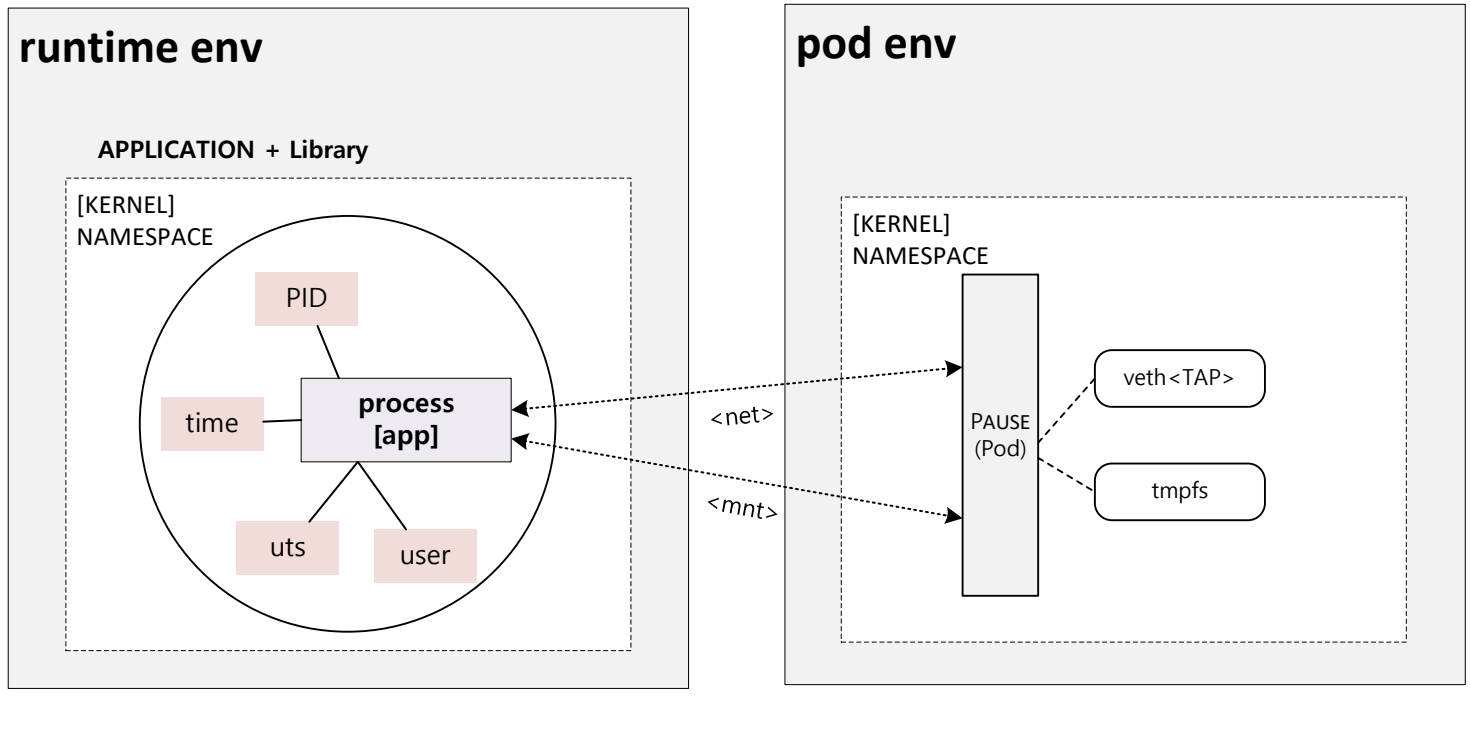 runtime env
APPLICATION + Library
[KERNEL]
NAMESPACE
PID
time
process
[app]
uts
user
<net>
<mnt>
pod env
[KERNEL]
NAMESPACE
PAUSE
(Pod)
veth<TAP>
tmpfs